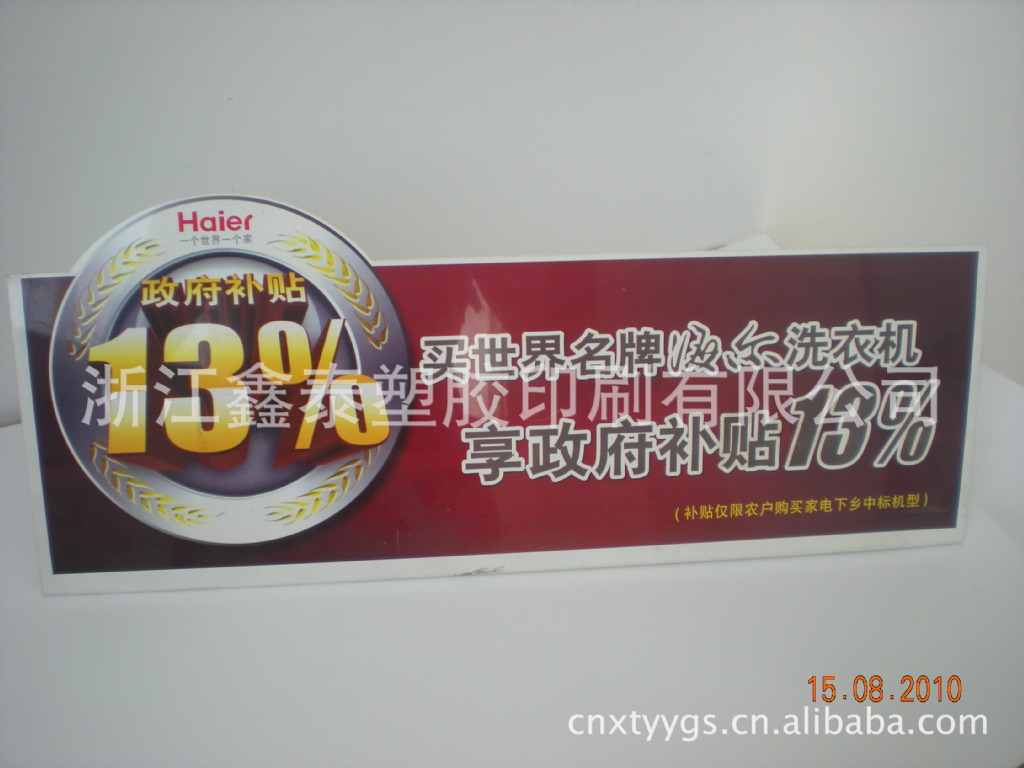 Haier
一个世界一个家
政府补贴
13%
买世界名牌海尔洗衣机
享政府补贴13%
(补贴仅限农户购买家电下乡中标机型)
浙江鑫泰塑胶印刷有限公司
15.08.2010
cnxtyygs.cn.alibaba.com